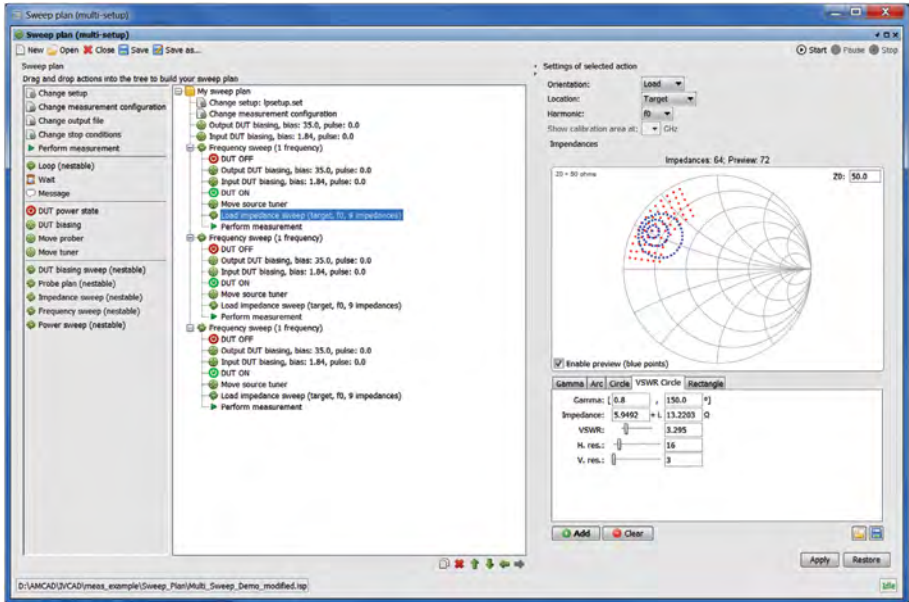 Sweep plan (multi-setup)
Sweep plan (multi-setup)
New Open Close Save Save as...
Start Pause Stop
Sweep plan
Drag and drop actions into the tree to build your sweep plan
Change setup
Change measurement configuration
Change output file
Change stop conditions
Perform measurement
Loop (nestable)
Wait
Message
DUT power state
DUT biasing
Move prober
Move tuner
DUT biasing sweep (nestable)
Probe plan (nestable)
Impedance sweep (nestable)
Frequency sweep (nestable)
Power sweep (nestable)
My sweep plan
Change setup: lpsetup.set
Change measurement configuration
Output DUT biasing, bias: 35.0, pulse: 0.0
Input DUT biasing, bias: 1.84, pulse: 0.0
Frequency sweep (1 frequency)
DUT OFF
Output DUT biasing, bias: 35.0, pulse: 0.0
Input DUT biasing, bias: 1.84, pulse: 0.0
DUT ON
Move source tuner
Load impedance sweep (target, f0, 9 impedances)
Perform measurement
Frequency sweep (1 frequency)
DUT OFF
Output DUT biasing, bias: 35.0, pulse: 0.0
Input DUT biasing, bias: 1.84, pulse: 0.0
DUT ON
Move source tuner
Load impedance sweep (target, f0, 9 impedances)
Perform measurement
Frequency sweep (1 frequency)
DUT OFF
Output DUT biasing, bias: 35.0, pulse: 0.0
Input DUT biasing, bias: 1.84, pulse: 0.0
DUT ON
Move source tuner
Load impedance sweep (target, f0, 9 impedances)
Perform measurement
Settings of selected action
Orientation: Load
Location: Target
Harmonic: f0
Show calibration area at: GHz
Impendances
Impedances: 64; Preview: 72
Z0 = 50 ohms
Z0: 50.0
Enable preview (blue points)
Gamma Arc Circle VSWR Circle Rectangle
Gamma: [ 0.8 , 150.0 °]
Impedance: 5.9492 + i. 13.2203 Ω
VSWR: 3.295
H. res.: 16
V. res.: 3
Add Clear
Apply Restore
D:\AMCAD\IVCAD\meas_example\Sweep_Plan\Multi_Sweep_Demo_modified.isp
Idle